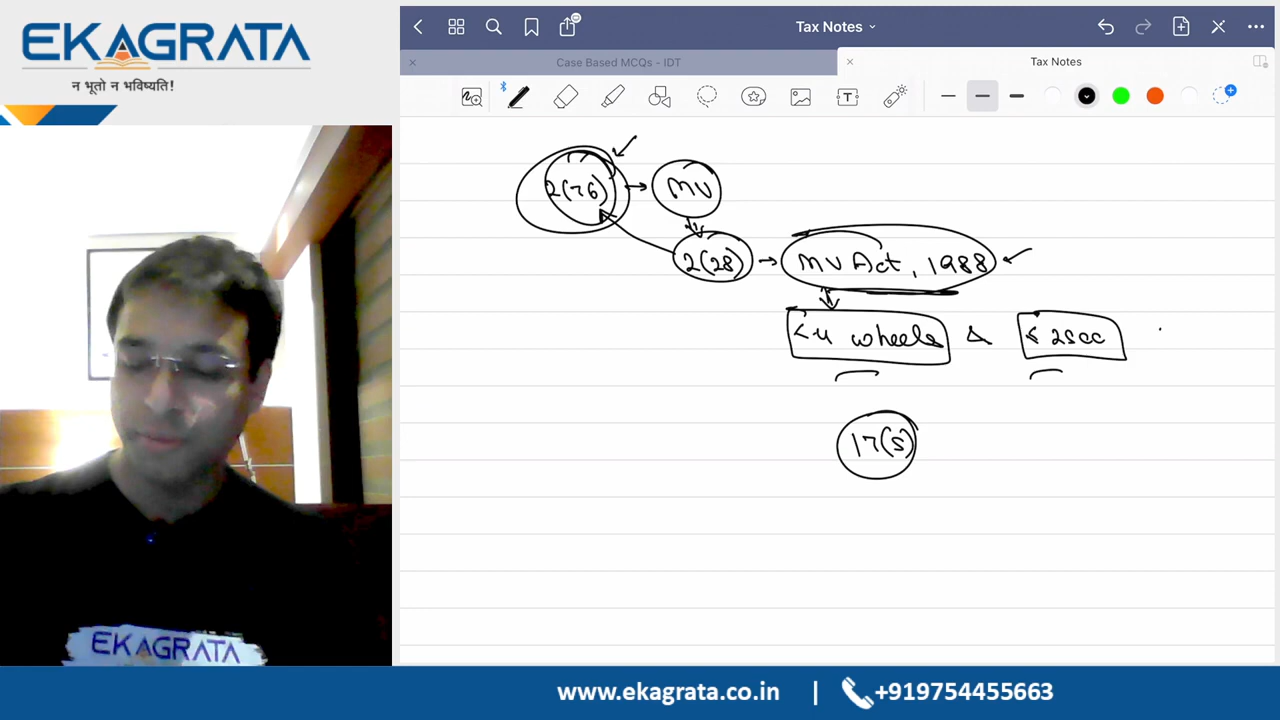 EKAGRATA
न भूतो न भविष्यति!
Tax Notes
Case Based MCQs - IDT
Tax Notes
T
2(76) → MV
2(28) → MV Act, 1988
<4 wheels & ≤ 25cc
17(5)
EKAGRATA
www.ekagrata.co.in | +919754455663